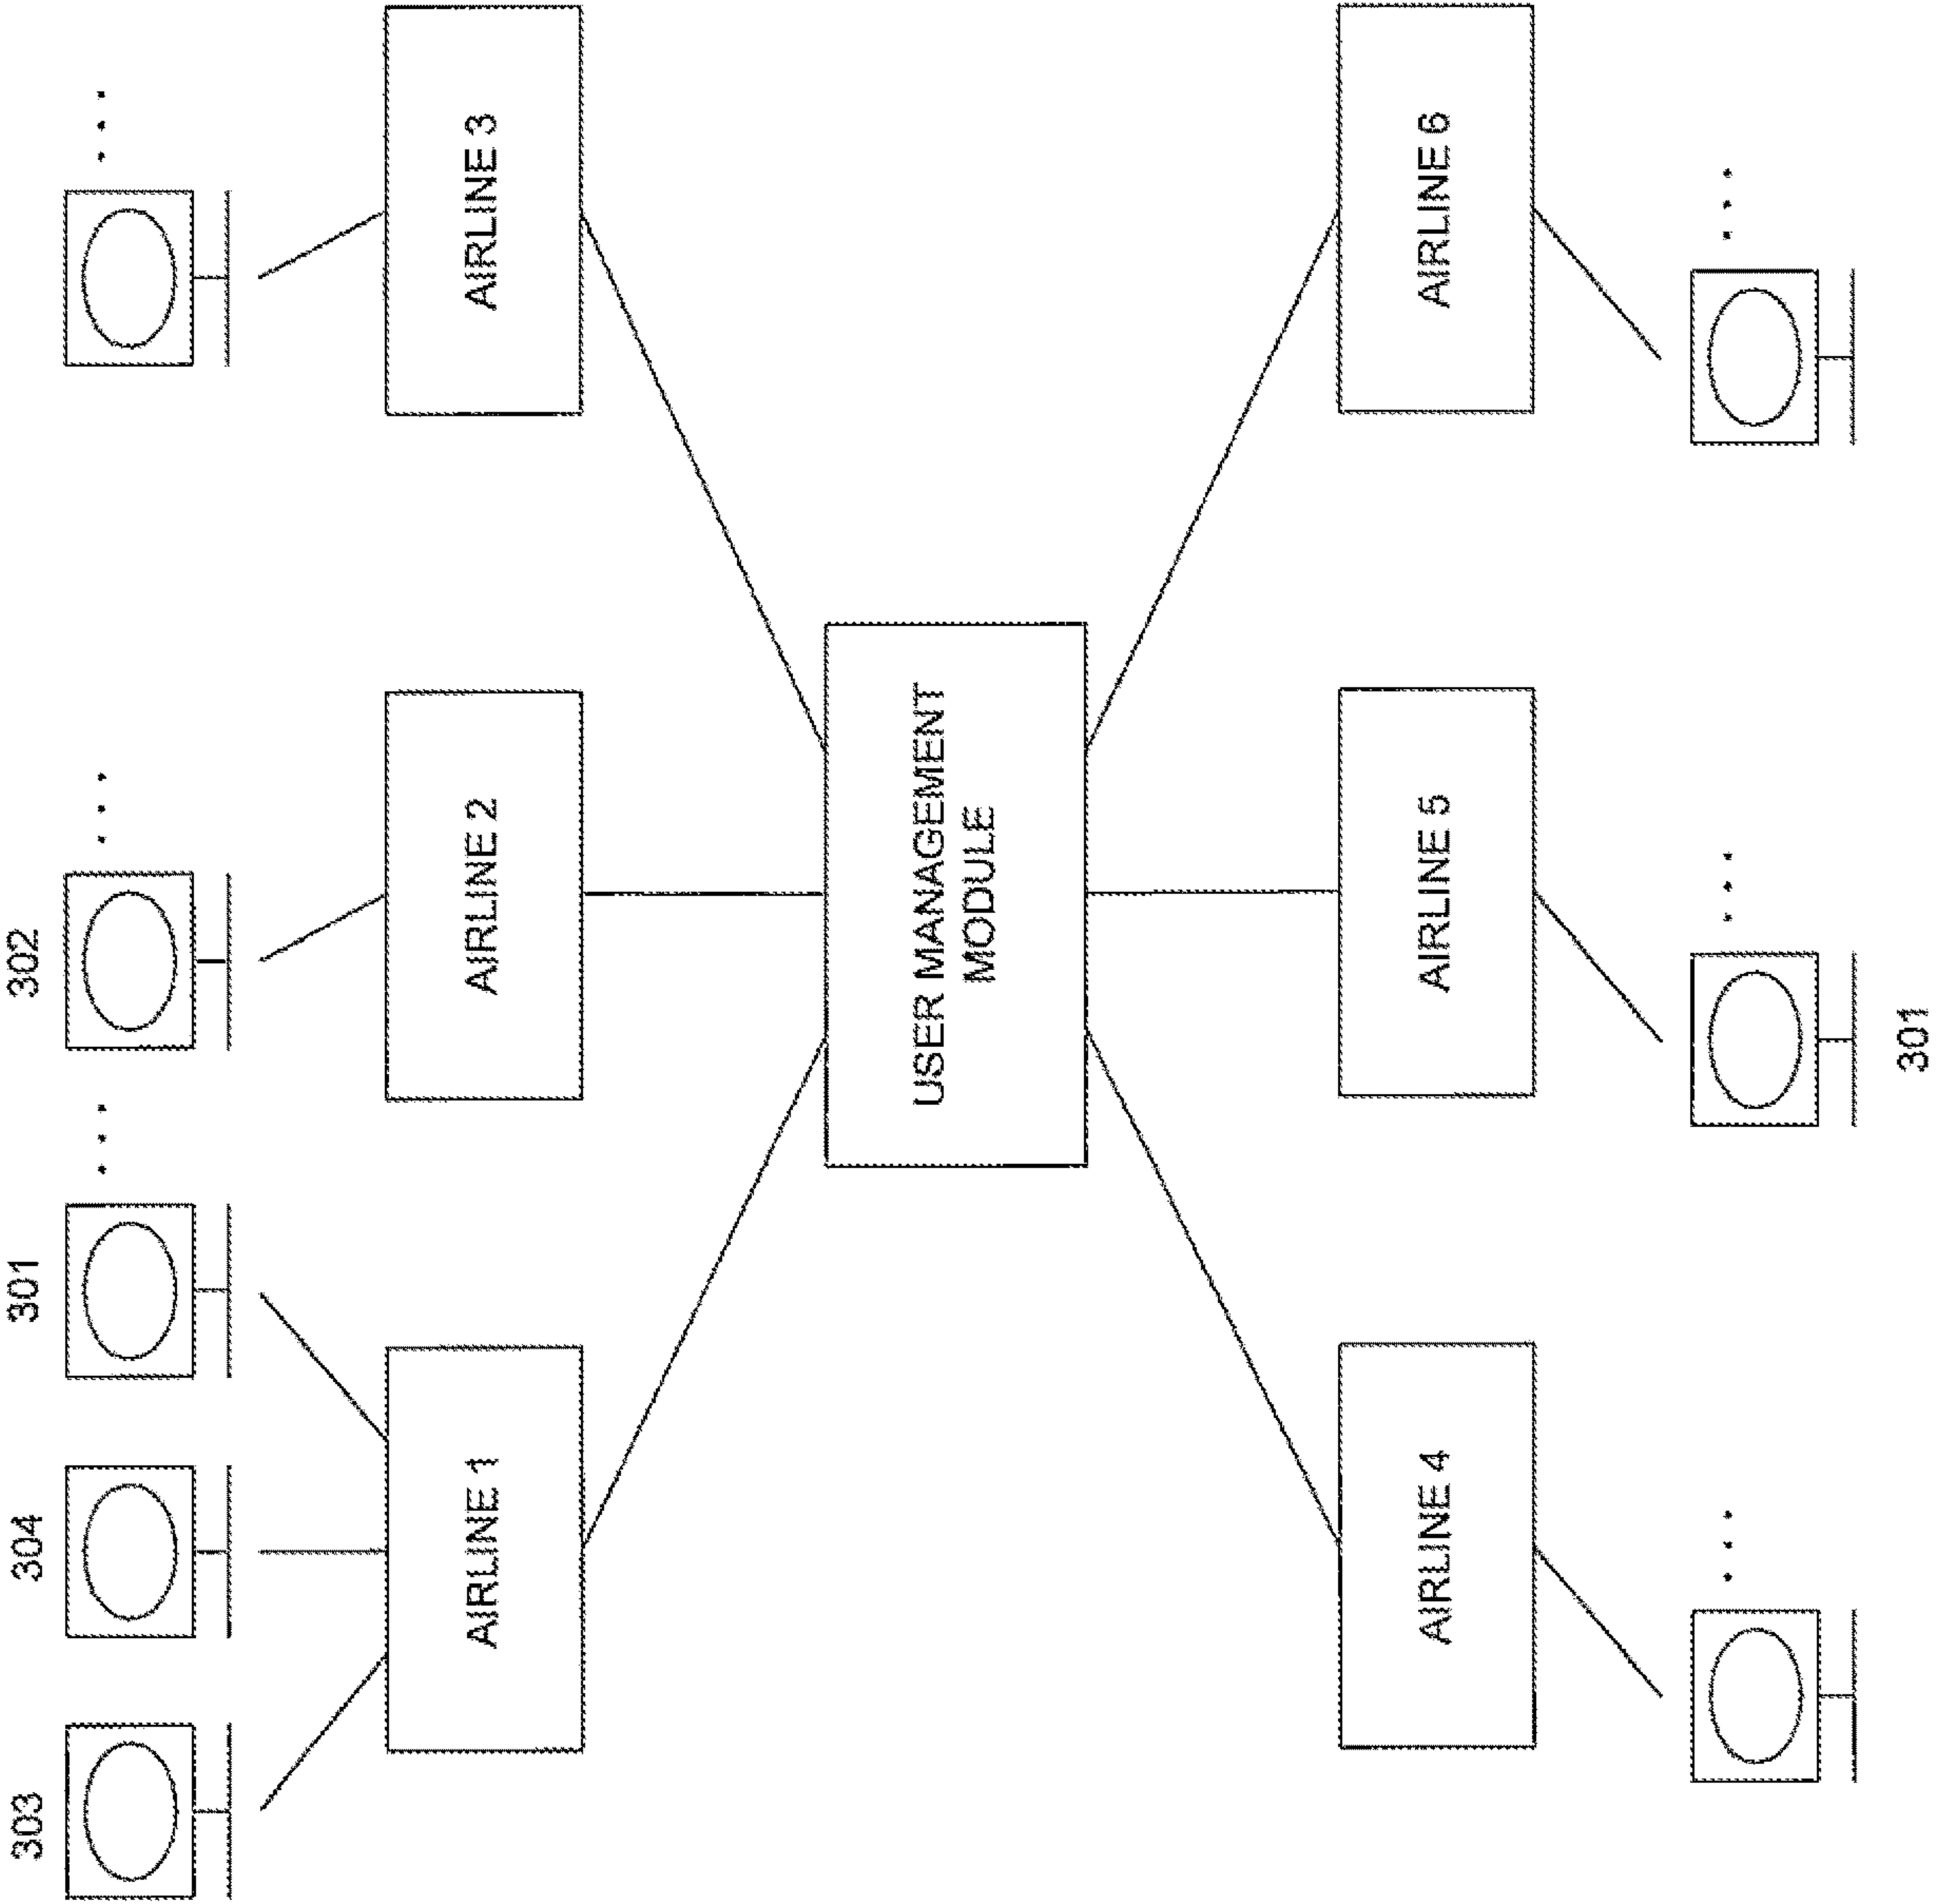 303
304
301
302
AIRLINE 1
AIRLINE 2
AIRLINE 3
USER MANAGEMENT
MODULE
AIRLINE 4
AIRLINE 5
AIRLINE 6
301